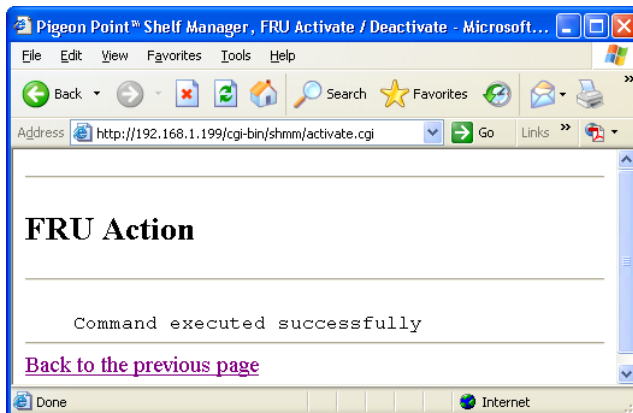 Pigeon Point™ Shelf Manager, FRU Activate / Deactivate - Microsoft...
File Edit View Favorites Tools Help
Back Search Favorites »
Address http://192.168.1.199/cgi-bin/shmm/activate.cgi Go Links »
FRU Action
Command executed successfully
Back to the previous page
Done Internet